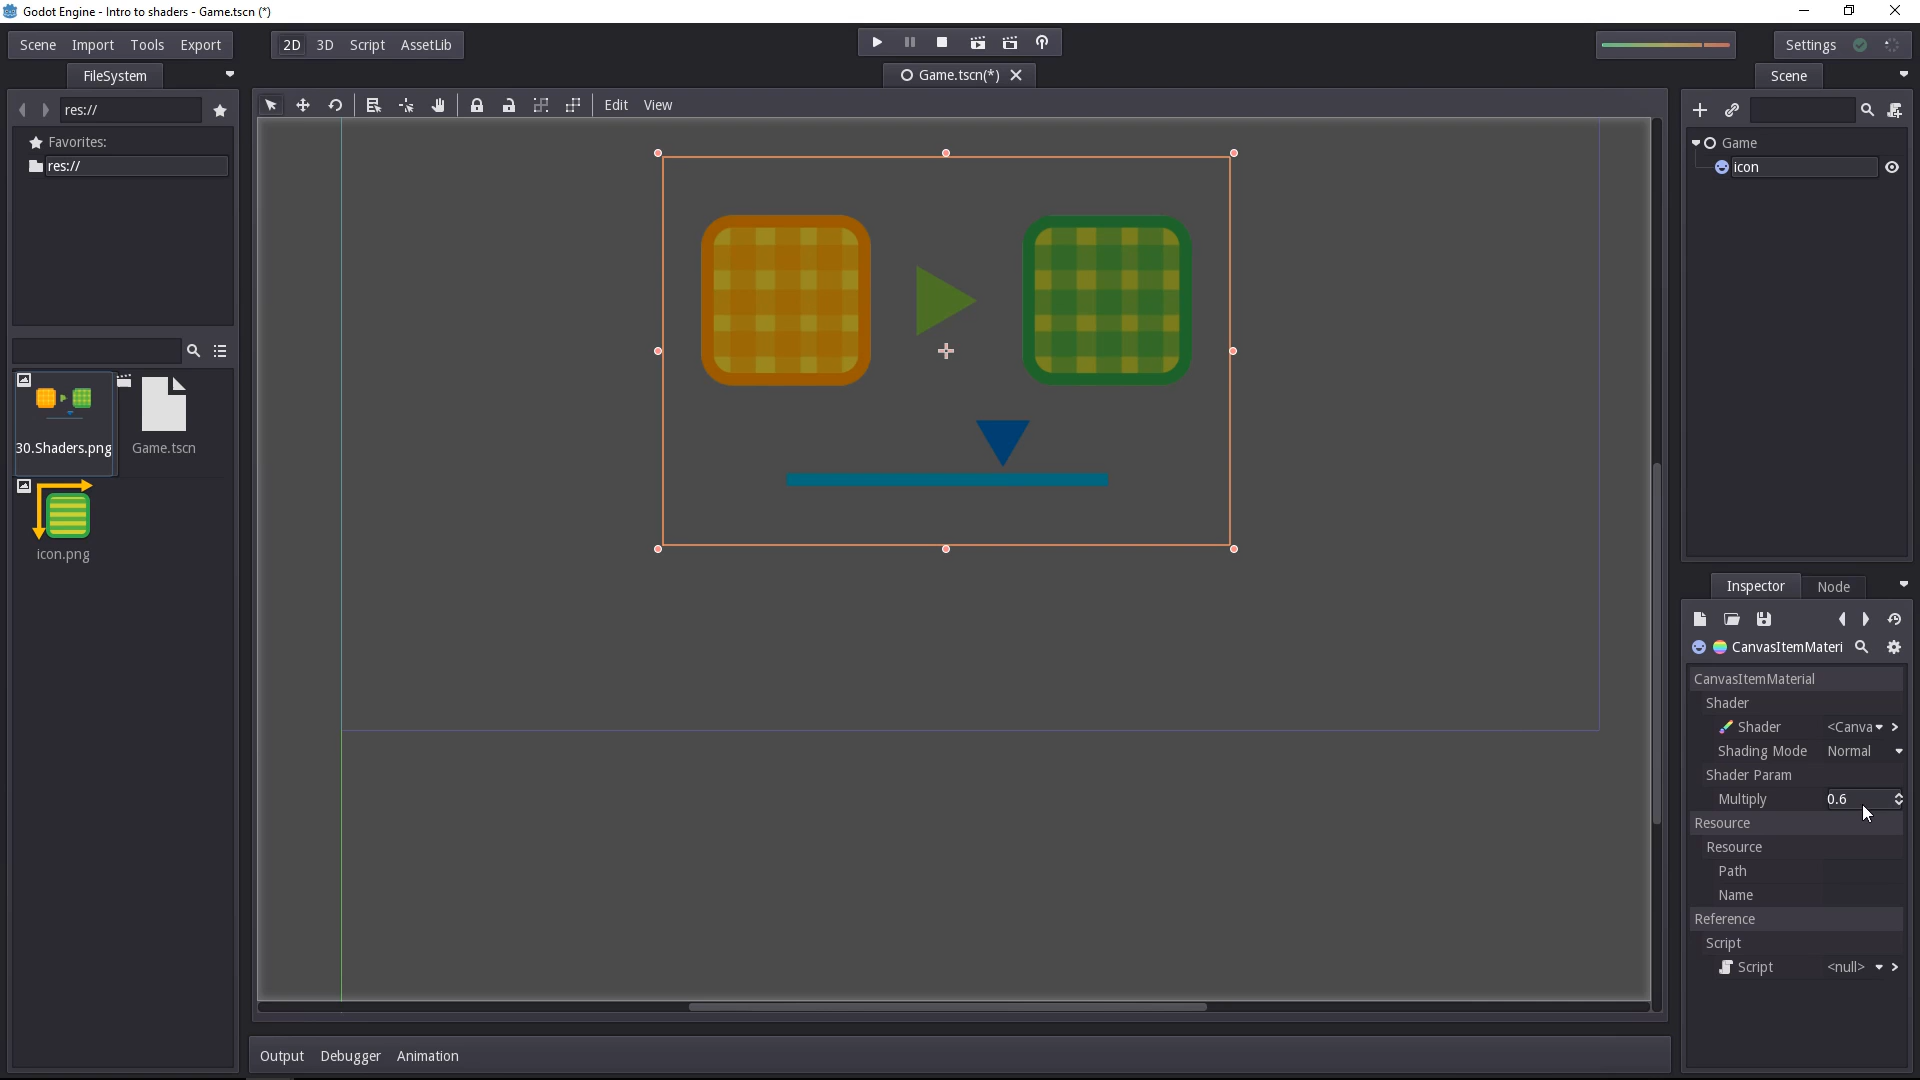 Godot Engine - Intro to shaders - Game.tscn (*)
Scene Import Tools Export
2D 3D Script AssetLib
Settings
FileSystem
Game.tscn(*)
Scene
res://
Edit View
Favorites:
res://
Game
icon
30.Shaders.png
Game.tscn
icon.png
Inspector Node
CanvasItemMateri
CanvasItemMaterial
Shader
Shader <Canva
Shading Mode Normal
Shader Param
Multiply 0.6
Resource
Resource
Path
Name
Reference
Script
Script <null>
Output Debugger Animation